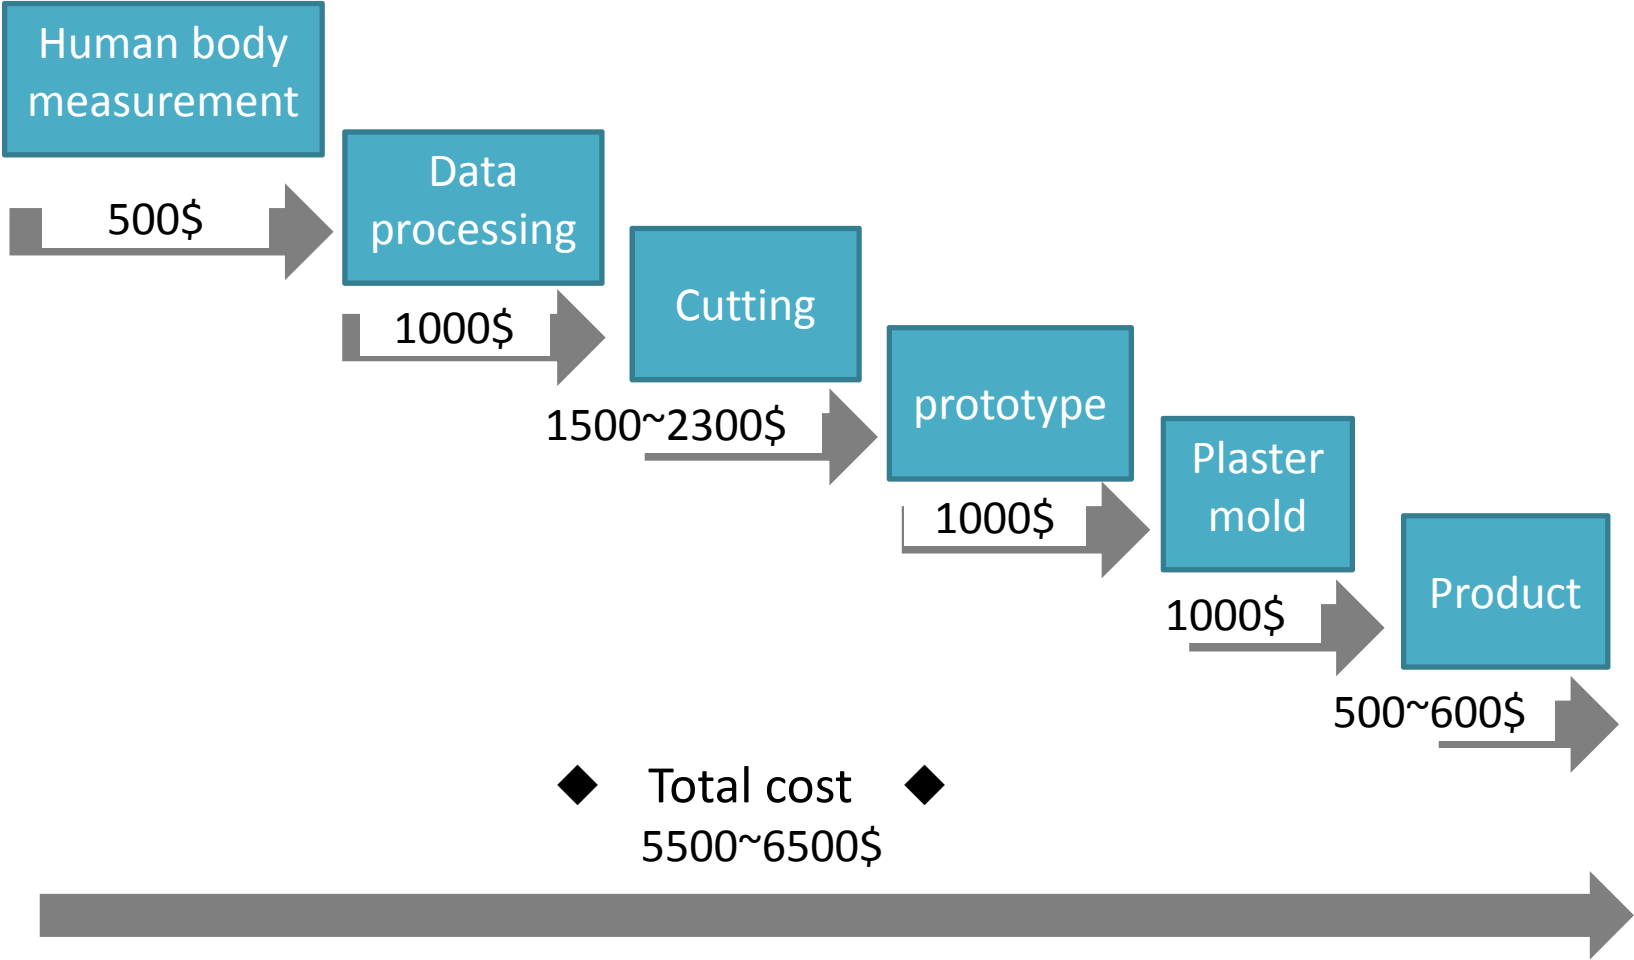 Human body
measurement
500$
Data
processing
1000$
Cutting
1500~2300$
prototype
1000$
Plaster
mold
1000$
Product
500~600$
◆ Total cost ◆
5500~6500$